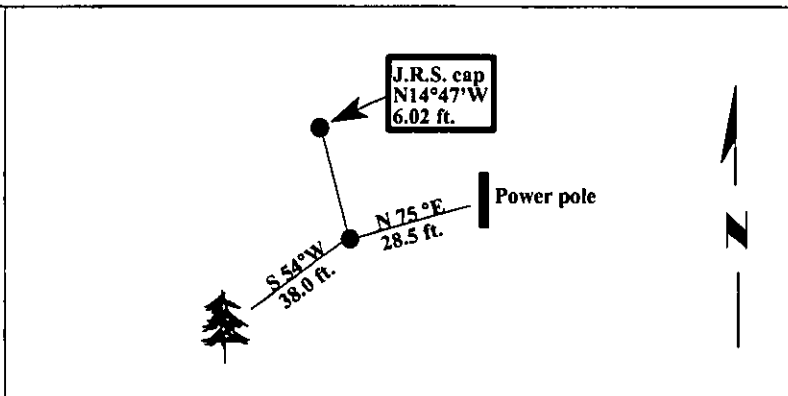 J.R.S. cap
N14°47'W
6.02 ft.
Power pole
N 75 °E
28.5 ft.
S 54°W
38.0 ft.
N